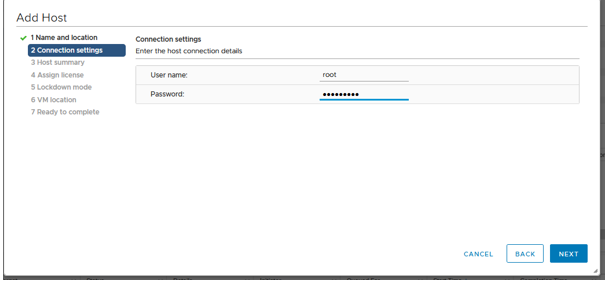 Add Host
1 Name and location
2 Connection settings
3 Host summary
4 Assign license
5 Lockdown mode
6 VM location
7 Ready to complete
Connection settings
Enter the host connection details
User name: root
Password: •••••••••
CANCEL BACK NEXT